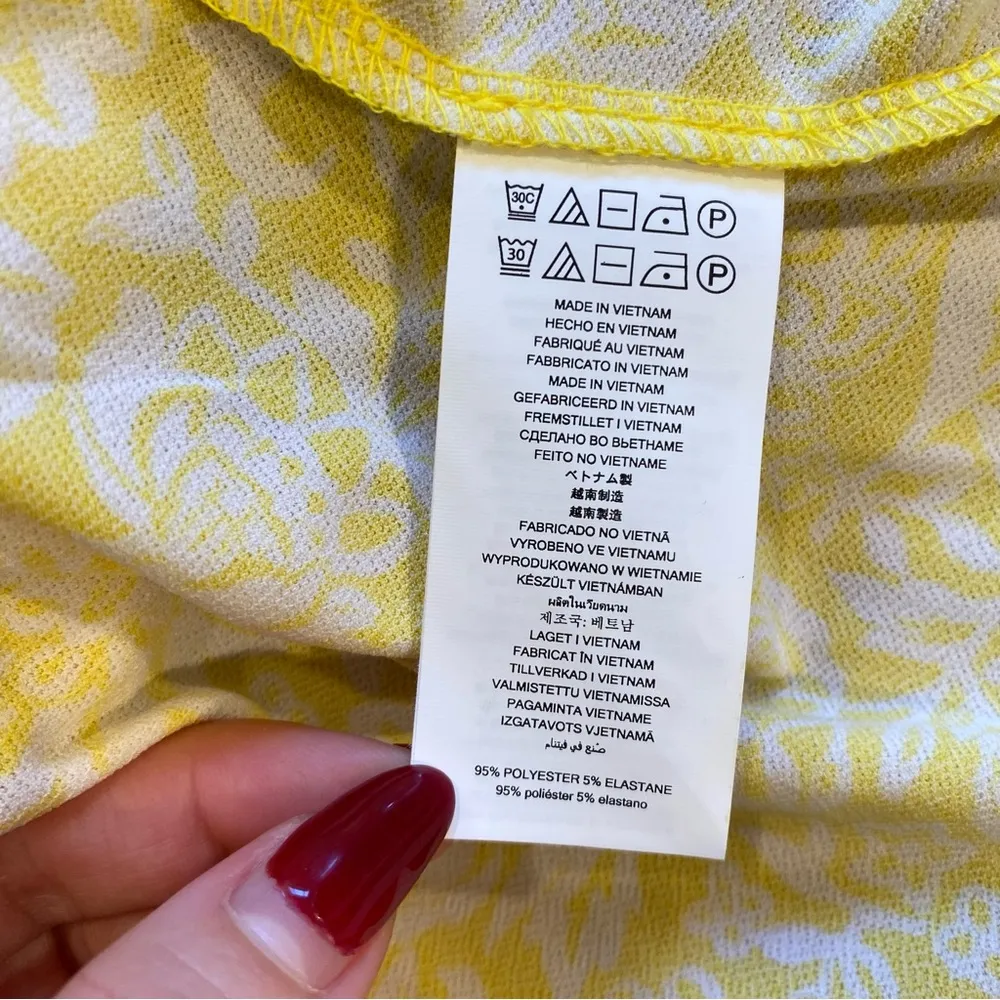 30C P
30 P
MADE IN VIETNAM
HECHO EN VIETNAM
FABRIQUÉ AU VIETNAM
FABBRICATO IN VIETNAM
MADE IN VIETNAM
GEFABRICEERD IN VIETNAM
FREMSTILLET I VIETNAM
СДЕЛАНО ВО ВЬЕТНАМЕ
FEITO NO VIETNAME
ベトナム製
越南制造
越南製造
FABRICADO NO VIETNÃ
VYROBENO VE VIETNAMU
WYPRODUKOWANO W WIETNAMIE
KÉSZÜLT VIETNÁMBAN
ผลิตในเวียดนาม
제조국: 베트남
LAGET I VIETNAM
FABRICAT ÎN VIETNAM
TILLVERKAD I VIETNAM
VALMISTETTU VIETNAMISSA
PAGAMINTA VIETNAME
IZGATAVOTS VJETNAMĀ
صنع في فيتنام
95% POLYESTER 5% ELASTANE
95% poliéster 5% elastano